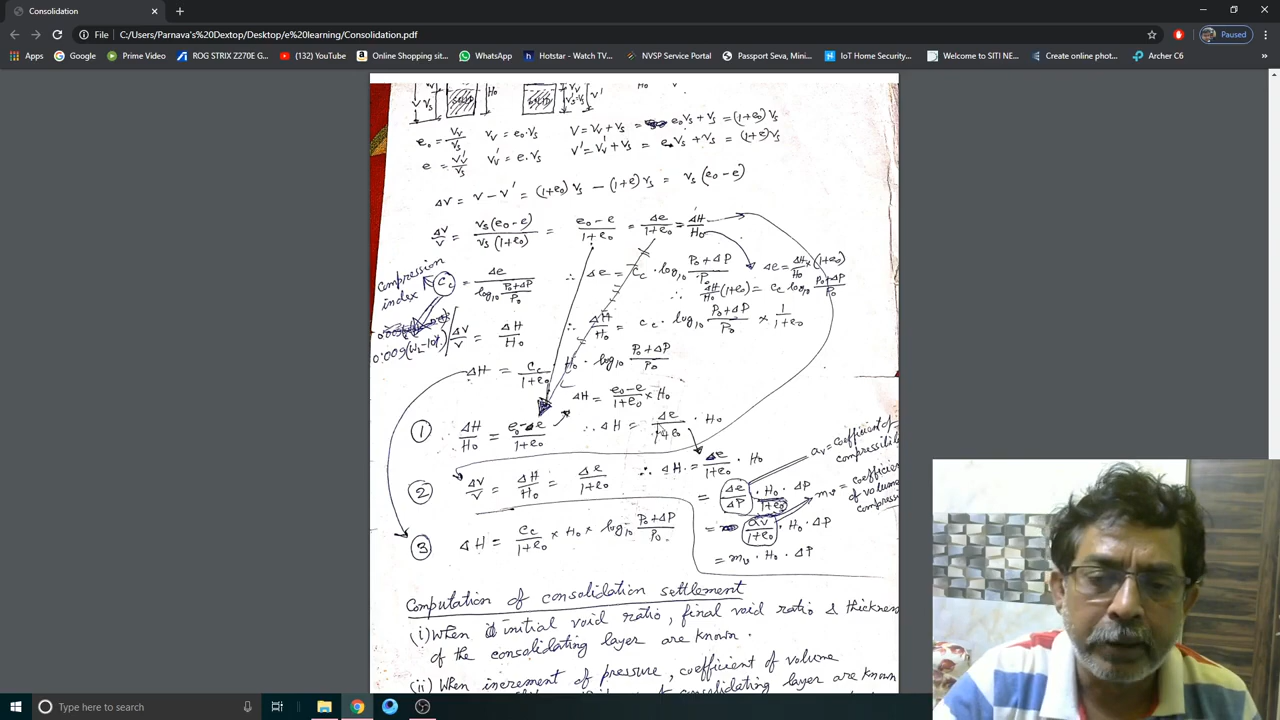 Consolidation
File C:/Users/Parnava's%20Dextop/Desktop/e%20learning/Consolidation.pdf
Paused
Apps Google Prime Video ROG STRIX Z270E G... (132) YouTube Online Shopping sit... WhatsApp Hotstar - Watch TV... NVSP Service Portal Passport Seva, Mini... IoT Home Security... Welcome to SITI NE... Create online phot... Archer C6
SOLID H₀ SOLID V'
e₀ = Vv/Vs Vv = e₀·Vs V = Vv + Vs = e₀Vs + Vs = (1+e₀)Vs
e = V'v/Vs V'v = e·Vs V' = V'v + Vs = e·Vs + Vs = (1+e)Vs
ΔV = V − V' = (1+e₀)Vs − (1+e)Vs = Vs(e₀−e)
ΔV/V = Vs(e₀−e)/Vs(1+e₀) = e₀−e/1+e₀ = Δe/1+e₀ = ΔH/H₀
Δe = ΔH/H₀ × (1+e₀)
compression index
Cc = Δe/log₁₀ P₀+ΔP/P₀ ∴ Δe = Cc · log₁₀ P₀+ΔP/P₀
∴ ΔH/H₀ (1+e₀) = Cc log₁₀ P₀+ΔP/P₀
0.009(WL−10%) ΔV/V = ΔH/H₀ ∴ ΔH/H₀ = Cc · log₁₀ P₀+ΔP/P₀ × 1/1+e₀
ΔH = Cc/1+e₀ · H₀ · log₁₀ P₀+ΔP/P₀
ΔH = e₀−e/1+e₀ × H₀
① ΔH/H₀ = e₀−e/1+e₀ ∴ ΔH = Δe/1+e₀ · H₀
② ΔV/V = ΔH/H₀ = Δe/1+e₀ ∴ ΔH = Δe/1+e₀ · H₀
av = coefficient of compressibi
= Δe/ΔP · H₀/1+e₀ · ΔP
mv = coefficient of volume compress
= av/1+e₀ · H₀ · ΔP
③ ΔH = Cc/1+e₀ × H₀ × log₁₀ P₀+ΔP/P₀
= mv · H₀ · ΔP
Computation of consolidation settlement
(i) When initial void ratio, final void ratio & thickness
of the consolidating layer are known.
(ii) When increment of pressure, coefficient of volume
consolidating layer are known
Type here to search